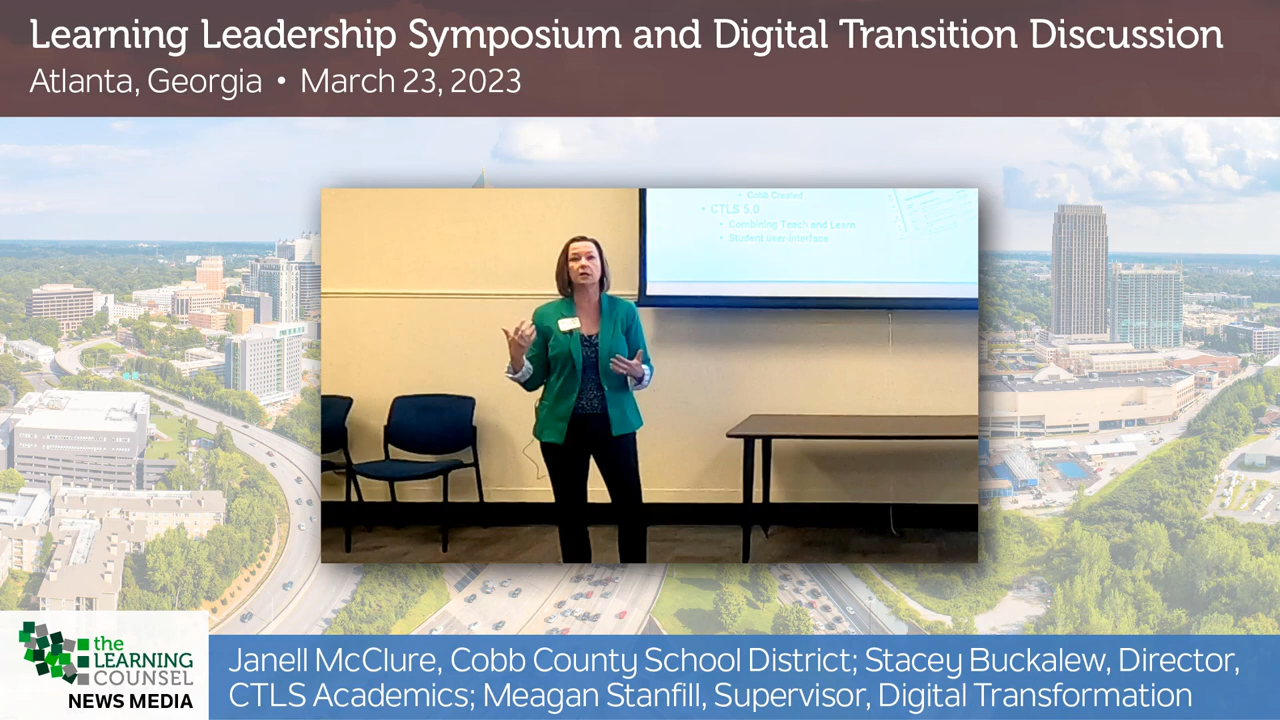 Learning Leadership Symposium and Digital Transition Discussion
Atlanta, Georgia • March 23, 2023
• Cobb Created
• CTLS 5.0
• Combining Teach and Learn
• Student user-interface
the
LEARNING
COUNSEL
NEWS MEDIA
Janell McClure, Cobb County School District; Stacey Buckalew, Director,
CTLS Academics; Meagan Stanfill, Supervisor, Digital Transformation